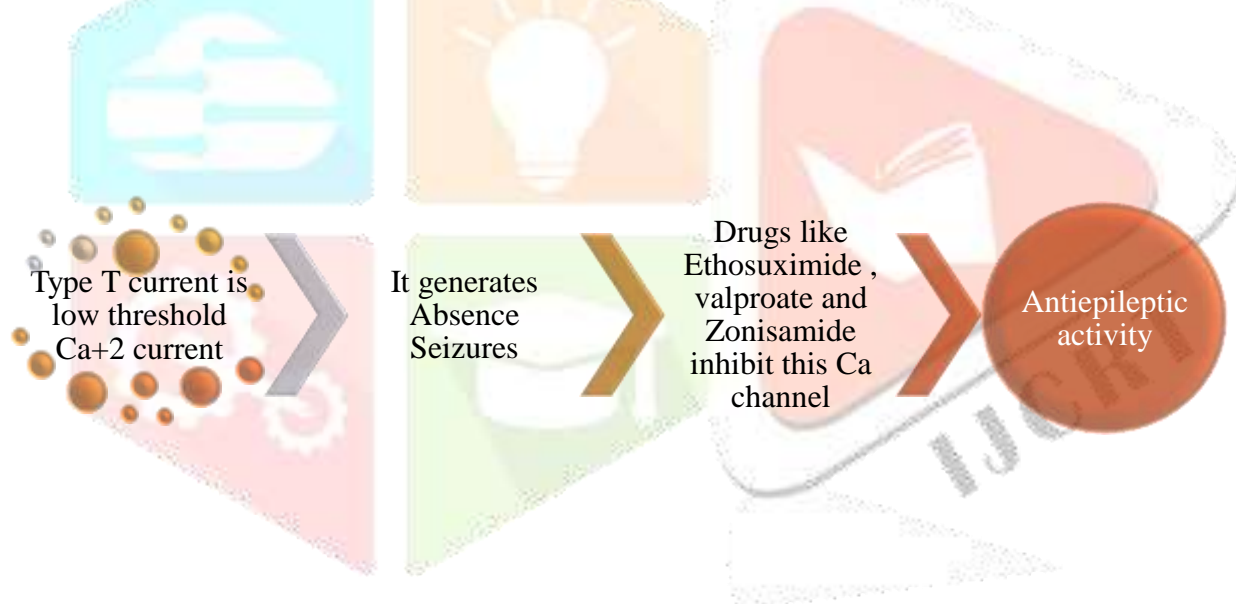 Type T current is
low threshold
Ca+2 current
It generates
Absence
Seizures
Drugs like
Ethosuximide ,
valproate and
Zonisamide
inhibit this Ca
channel
Antiepileptic
activity
IJCRT